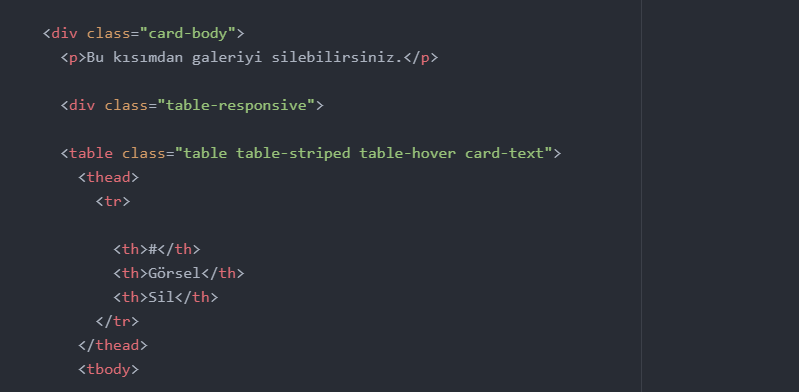 <div class="card-body">
<p>Bu kısımdan galeriyi silebilirsiniz.</p>
<div class="table-responsive">
<table class="table table-striped table-hover card-text">
<thead>
<tr>
<th>#</th>
<th>Görsel</th>
<th>Sil</th>
</tr>
</thead>
<tbody>